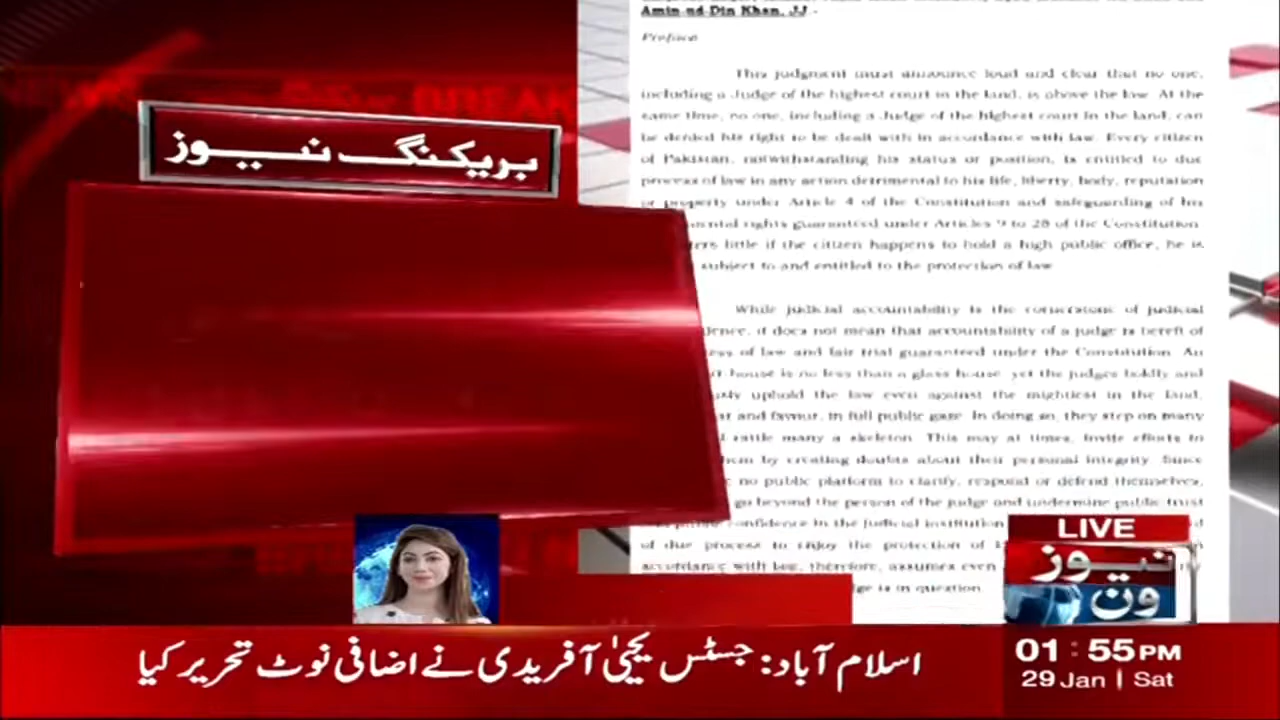 بریکنگ نیوز
Amin-ud-Din Khan, JJ -
Preface
This judgment must announce loud and clear that no one,
including a Judge of the highest court in the land, is above the law. At the
same time, no one, including a Judge of the highest court in the land, can
be denied his right to be dealt with in accordance with law. Every citizen
of Pakistan, notwithstanding his status or position, is entitled to due
process of law in any action detrimental to his life, liberty, body, reputation
or property under Article 4 of the Constitution and safeguarding of his
rights guaranteed under Articles 9 to 28 of the Constitution.
little if the citizen happens to hold a high public office, he is
subject to and entitled to the protection of law
While judicial accountability is the cornerstone of judicial
it does not mean that accountability of a judge is bereft of
of law and fair trial guaranteed under the Constitution. An
house is no less than a glass house, yet the judges boldly and
uphold the law even against the mightiest in the land,
and favour, in full public gaze. In doing so, they step on many
rattle many a skeleton. This may at times, invite efforts to
by creating doubts about their personal integrity. Since
no public platform to clarify, respond or defend themselves,
go beyond the person of the judge and undermine public trust
confidence in the judicial institution
of due process to enjoy the protection of
accordance with law, therefore, assumes even
is in question.
LIVE
نیوز
ون
اسلام آباد: جسٹس یحییٰ آفریدی نے اضافی نوٹ تحریر کیا
01:55PM
29 Jan | Sat